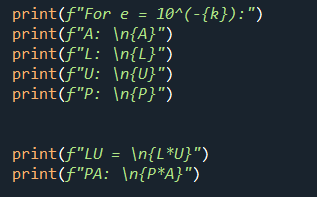 print(f"For e = 10^(-{k}):")
print(f"A: \n{A}")
print(f"L: \n{L}")
print(f"U: \n{U}")
print(f"P: \n{P}")
print(f"LU = \n{L*U}")
print(f"PA: \n{P*A}")